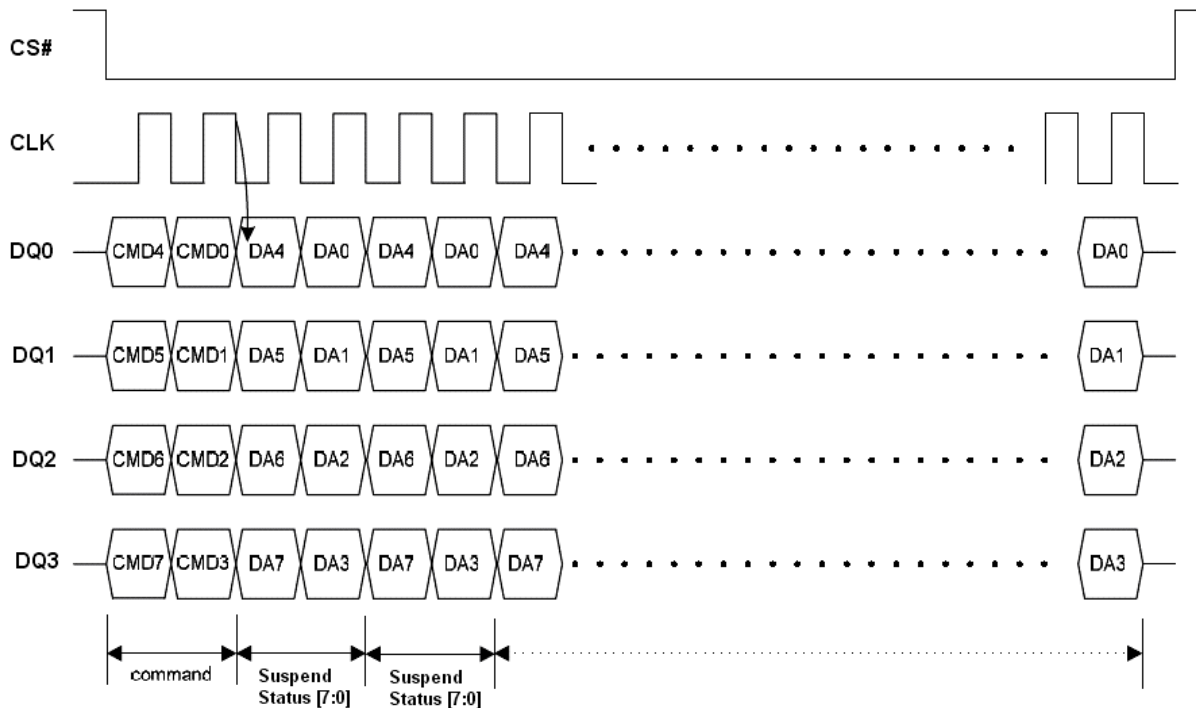 CS#
CLK
DQ0 CMD4 CMD0 DA4 DA0 DA4 DA0 DA4 DA0
DQ1 CMD5 CMD1 DA5 DA1 DA5 DA1 DA5 DA1
DQ2 CMD6 CMD2 DA6 DA2 DA6 DA2 DA6 DA2
DQ3 CMD7 CMD3 DA7 DA3 DA7 DA3 DA7 DA3
command
Suspend
Status [7:0]
Suspend
Status [7:0]